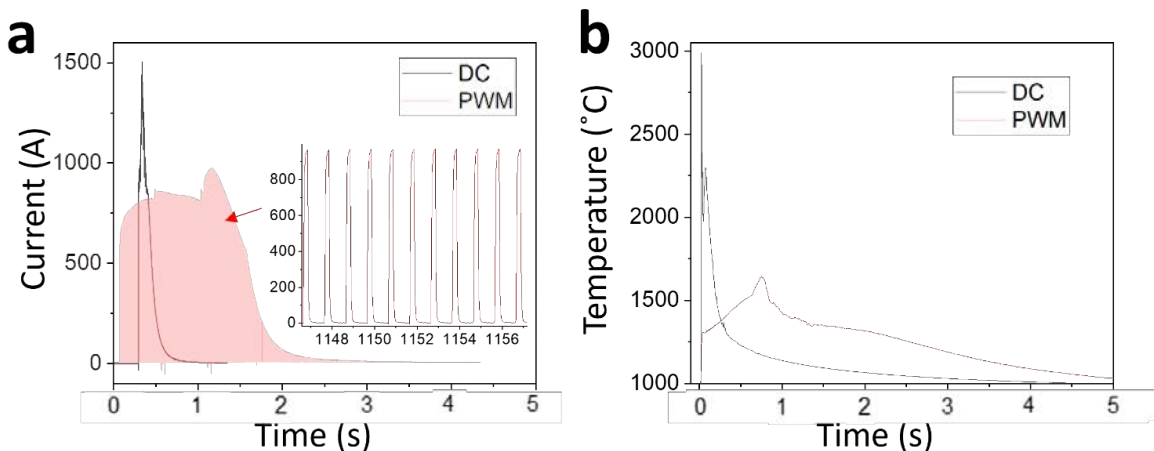 a
Current (A)
1500
1000
500
0
DC
PWM
800
600
400
200
0
1148 1150 1152 1154 1156
0 1 2 3 4 5
Time (s)
b
Temperature (˚C)
3000
2500
2000
1500
1000
DC
PWM
0 1 2 3 4 5
Time (s)